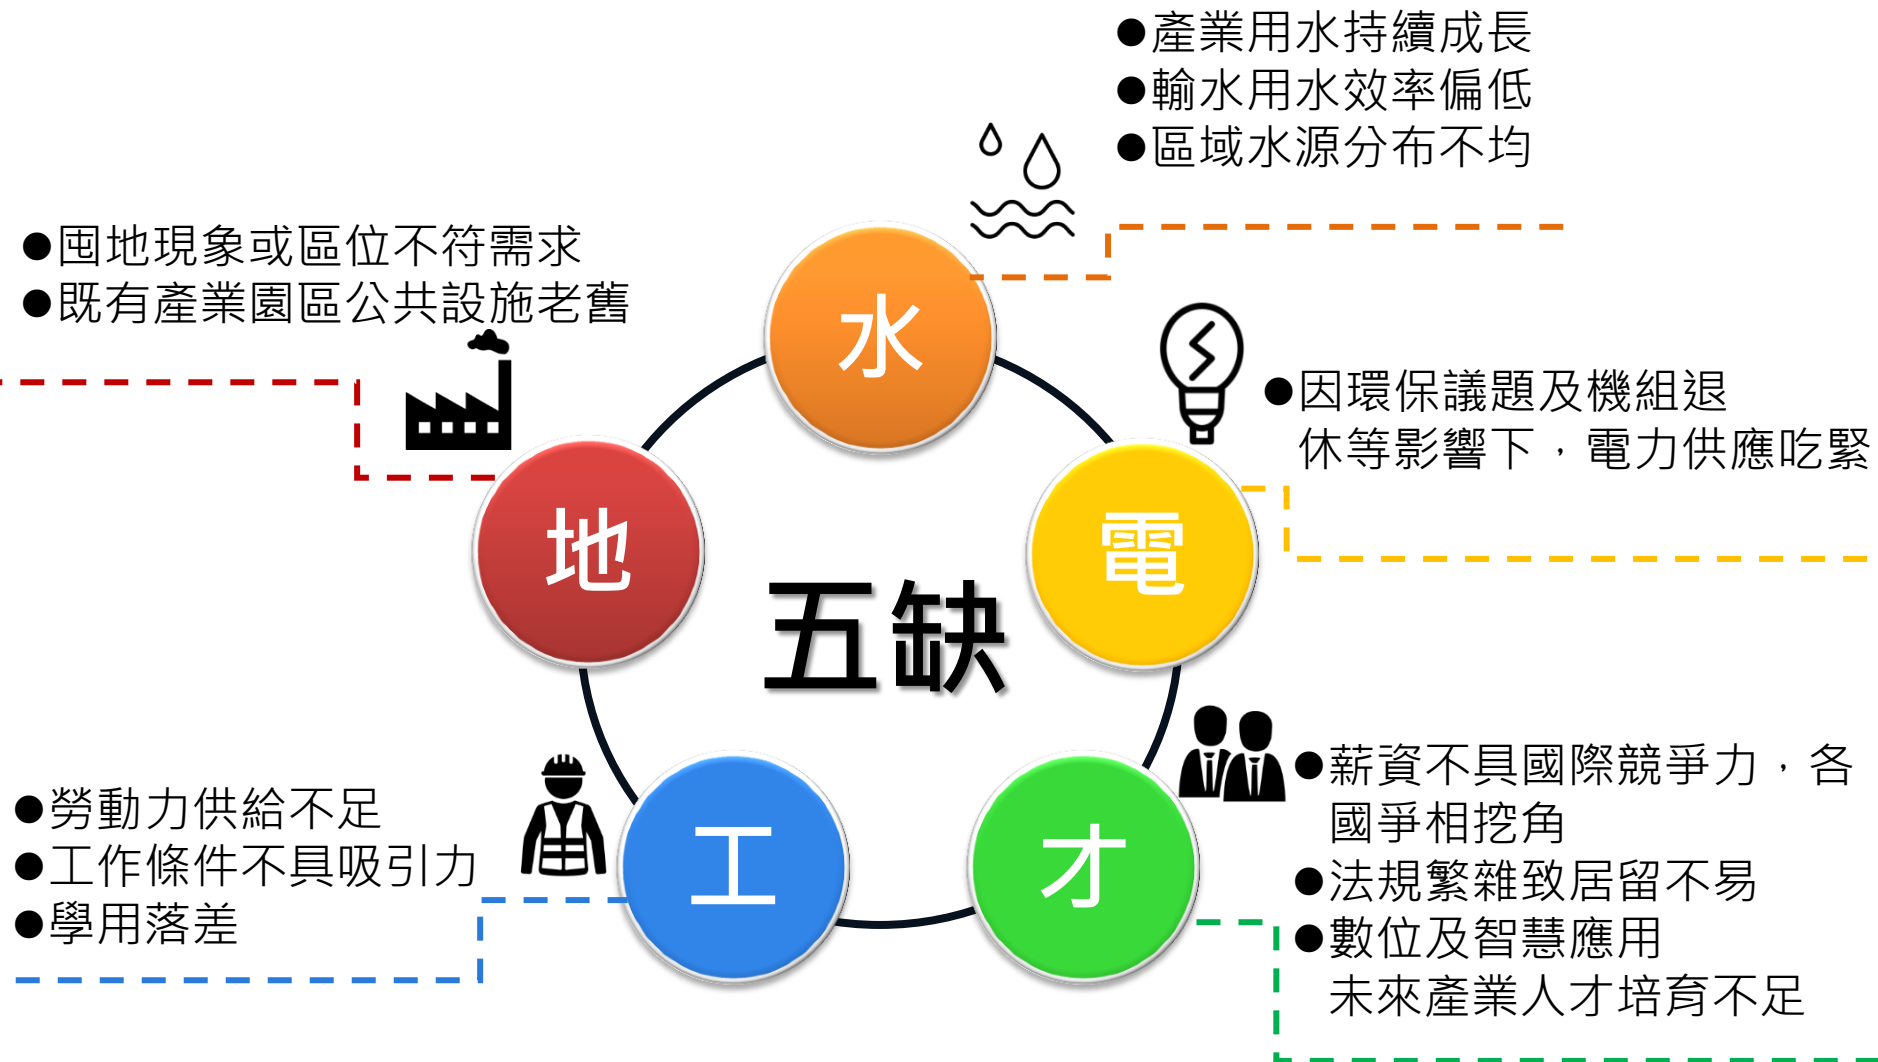 ●產業用水持續成長
●輸水用水效率偏低
●區域水源分布不均
●囤地現象或區位不符需求
●既有產業園區公共設施老舊
水
●因環保議題及機組退
休等影響下，電力供應吃緊
地
電
五缺
●薪資不具國際競爭力，各
國爭相挖角
●法規繁雜致居留不易
●數位及智慧應用
未來產業人才培育不足
●勞動力供給不足
●工作條件不具吸引力
●學用落差
工
才